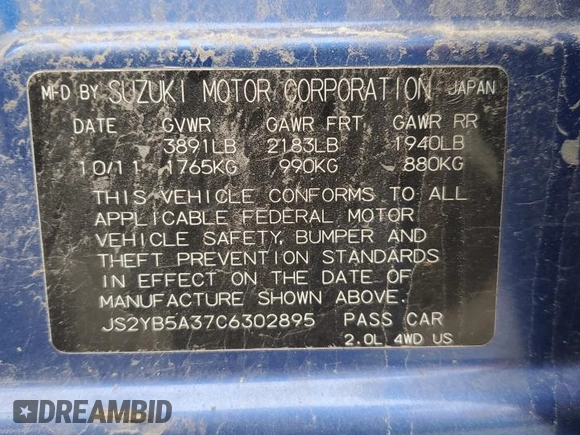 MFD BY SUZUKI MOTOR CORPORATION JAPAN
DATE GVWR GAWR FRT GAWR RR
3891LB 2183LB 1940LB
10/11 1765KG 990KG 880KG
THIS VEHICLE CONFORMS TO ALL
APPLICABLE FEDERAL MOTOR
VEHICLE SAFETY, BUMPER AND
THEFT PREVENTION STANDARDS
IN EFFECT ON THE DATE OF
MANUFACTURE SHOWN ABOVE.
JS2YB5A37C6302895 PASS CAR
2.0L 4WD US
DREAMBID